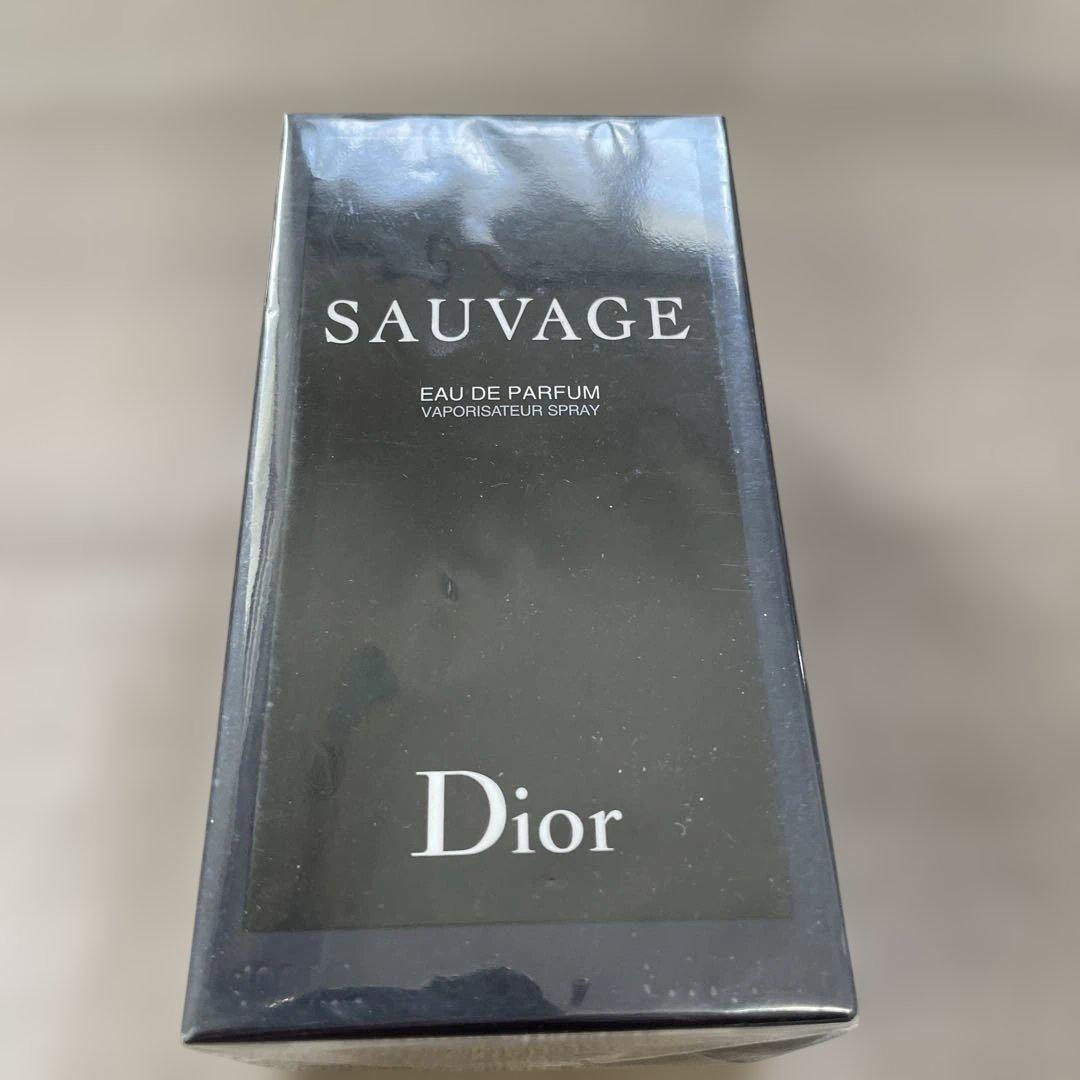 SAUVAGE
EAU DE PARFUM
VAPORISATEUR SPRAY
Dior